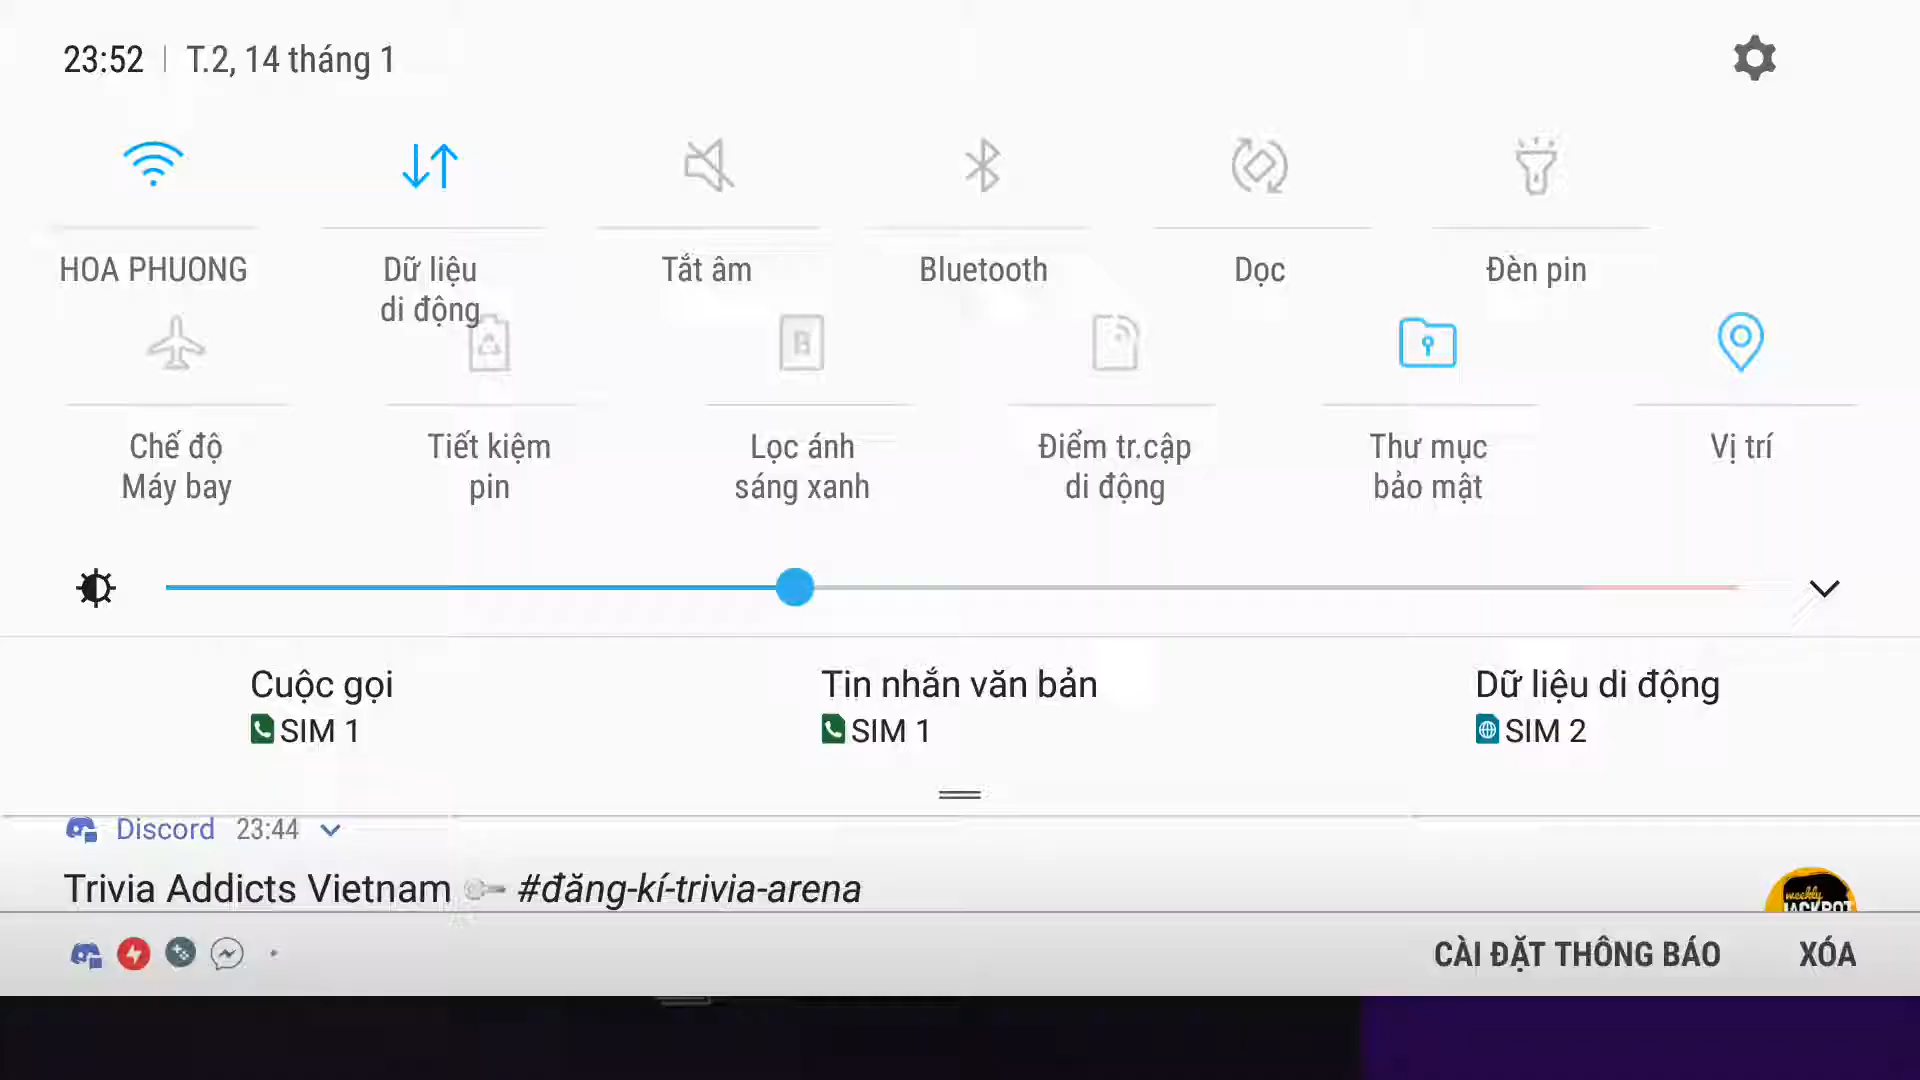 23:52 | T.2, 14 tháng 1
HOA PHUONG
Dữ liệu
di động
Tắt âm
Bluetooth
Dọc
Đèn pin
Chế độ
Máy bay
Tiết kiệm
pin
B
Lọc ánh
sáng xanh
Điểm tr.cập
di động
Thư mục
bảo mật
Vị trí
Cuộc gọi
SIM 1
Tin nhắn văn bản
SIM 1
Dữ liệu di động
SIM 2
Discord 23:44
Trivia Addicts Vietnam #đăng-kí-trivia-arena
weekly
JACKPOT
CÀI ĐẶT THÔNG BÁO
XÓA